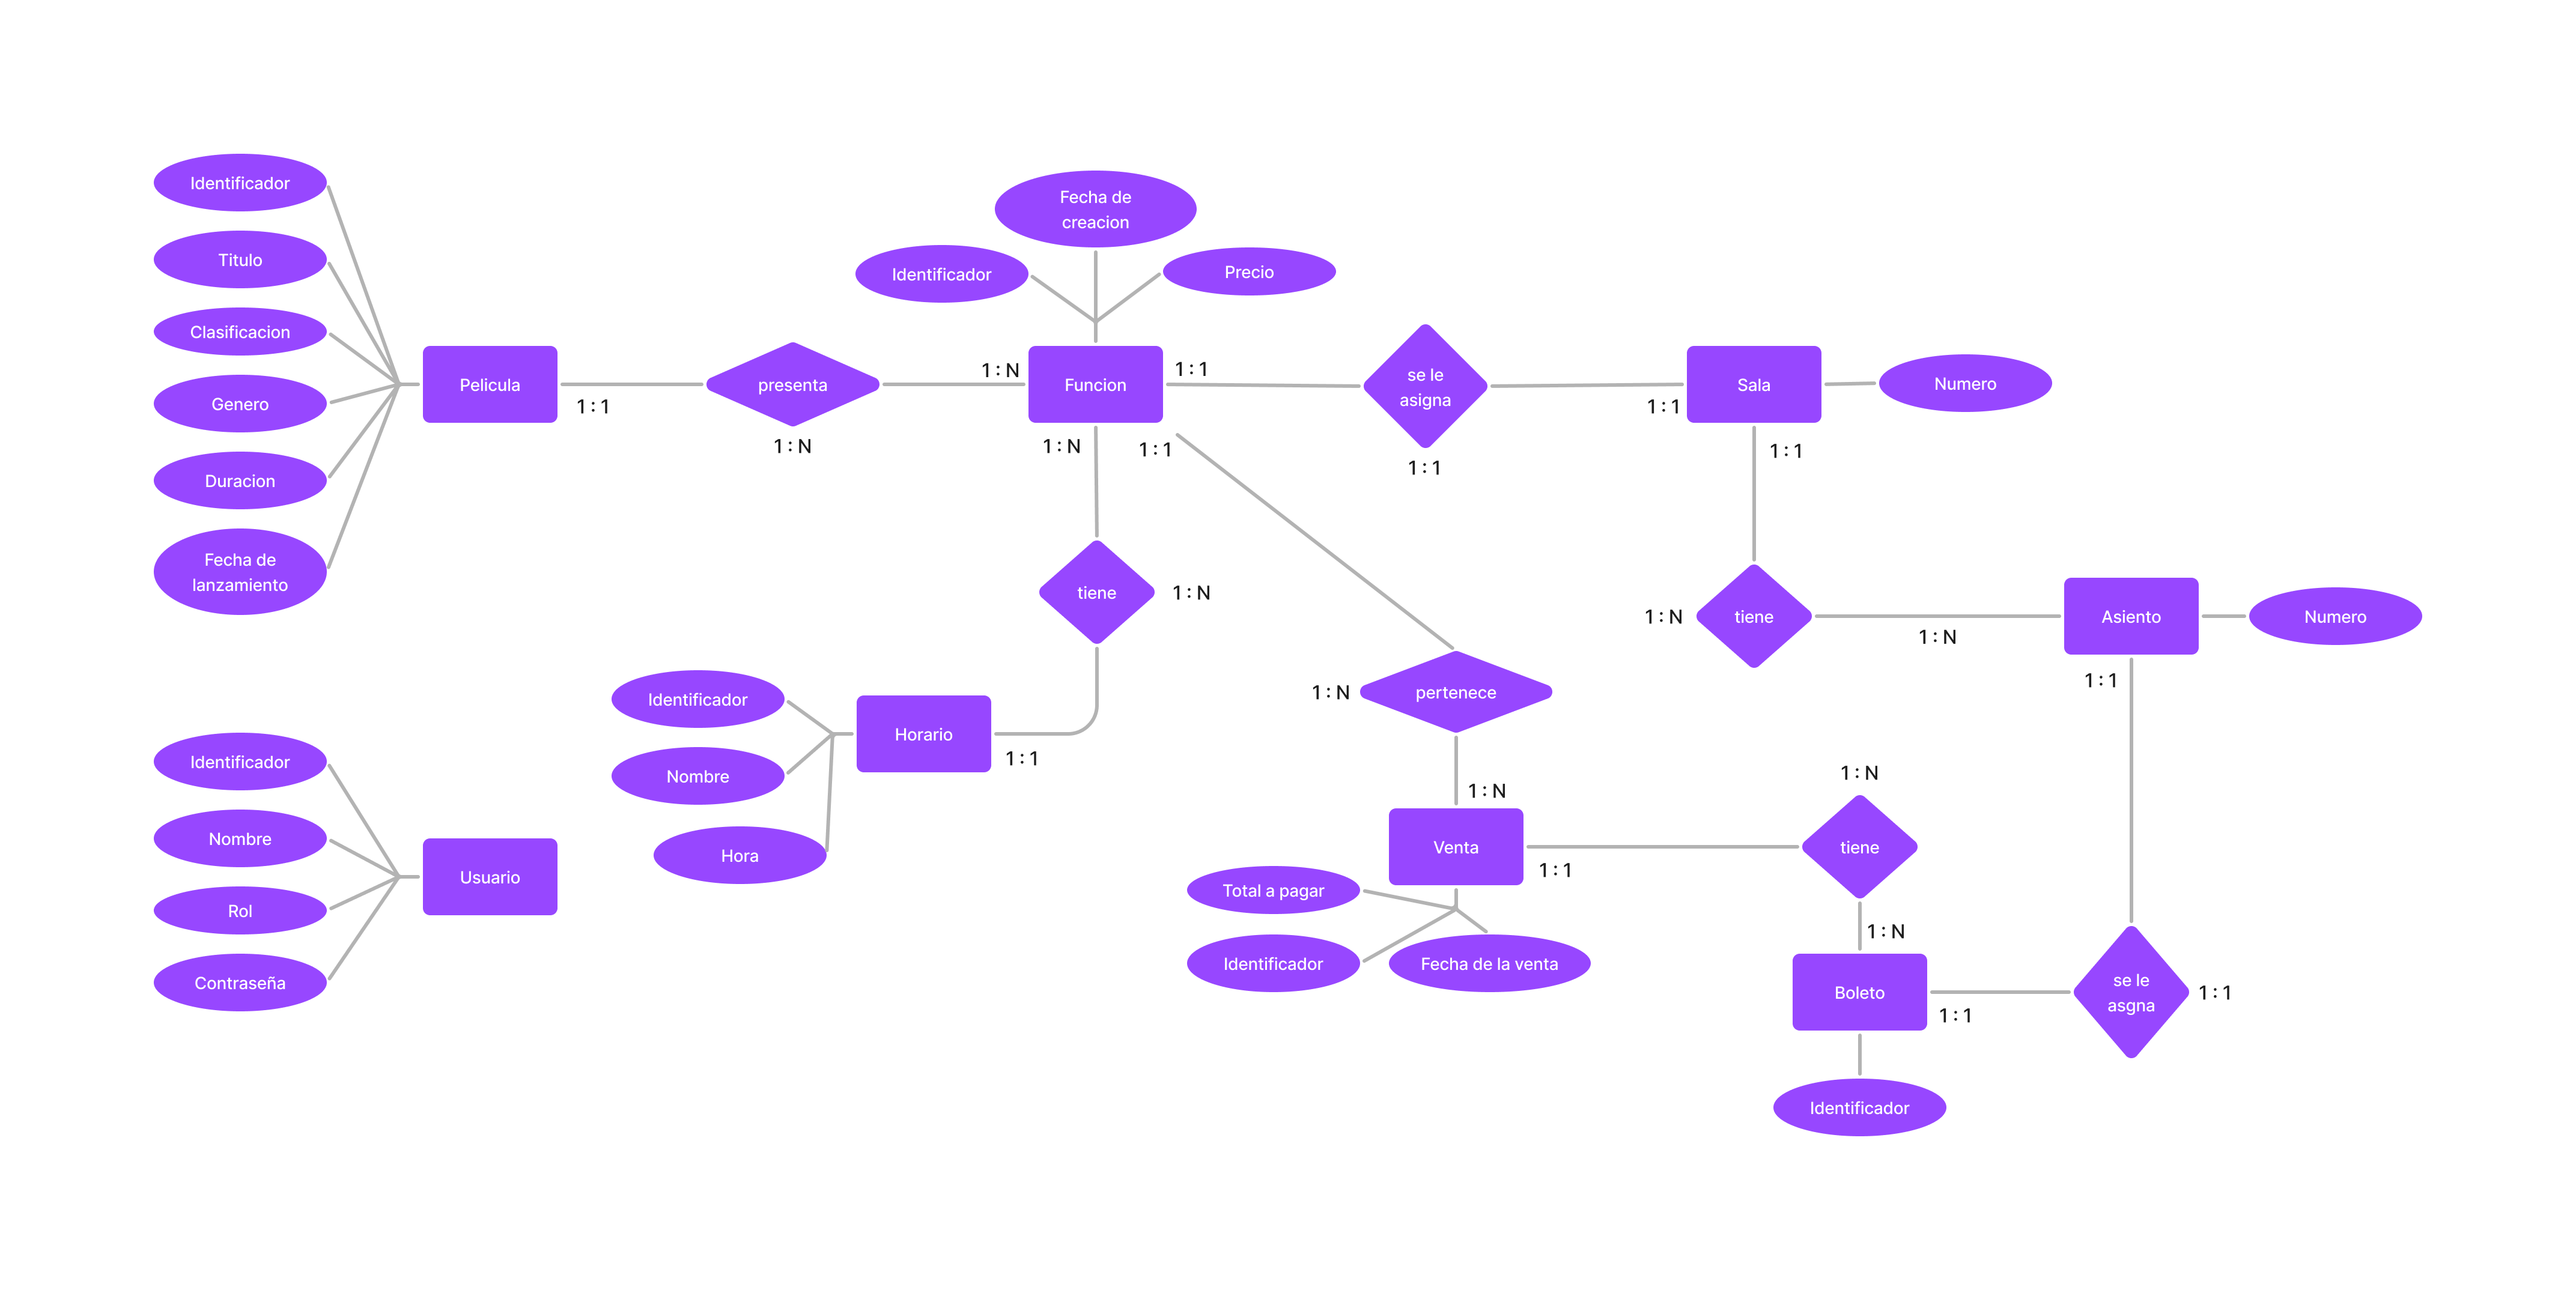 Identificador
Titulo
Clasificacion
Genero
Duracion
Fecha de
lanzamiento
Pelicula
1 : 1
presenta
1 : N
Fecha de
creacion
Identificador
Precio
1 : N
Funcion
1 : 1
1 : N
1 : 1
se le
asigna
1 : 1
1 : 1
Sala
Numero
1 : 1
tiene
1 : N
1 : N
tiene
1 : N
Asiento
Numero
1 : 1
Identificador
Nombre
Hora
Horario
1 : 1
1 : N
pertenece
1 : N
Venta
1 : 1
Total a pagar
Identificador
Fecha de la venta
1 : N
tiene
1 : N
Boleto
1 : 1
Identificador
se le
asgna
1 : 1
Identificador
Nombre
Rol
Contraseña
Usuario